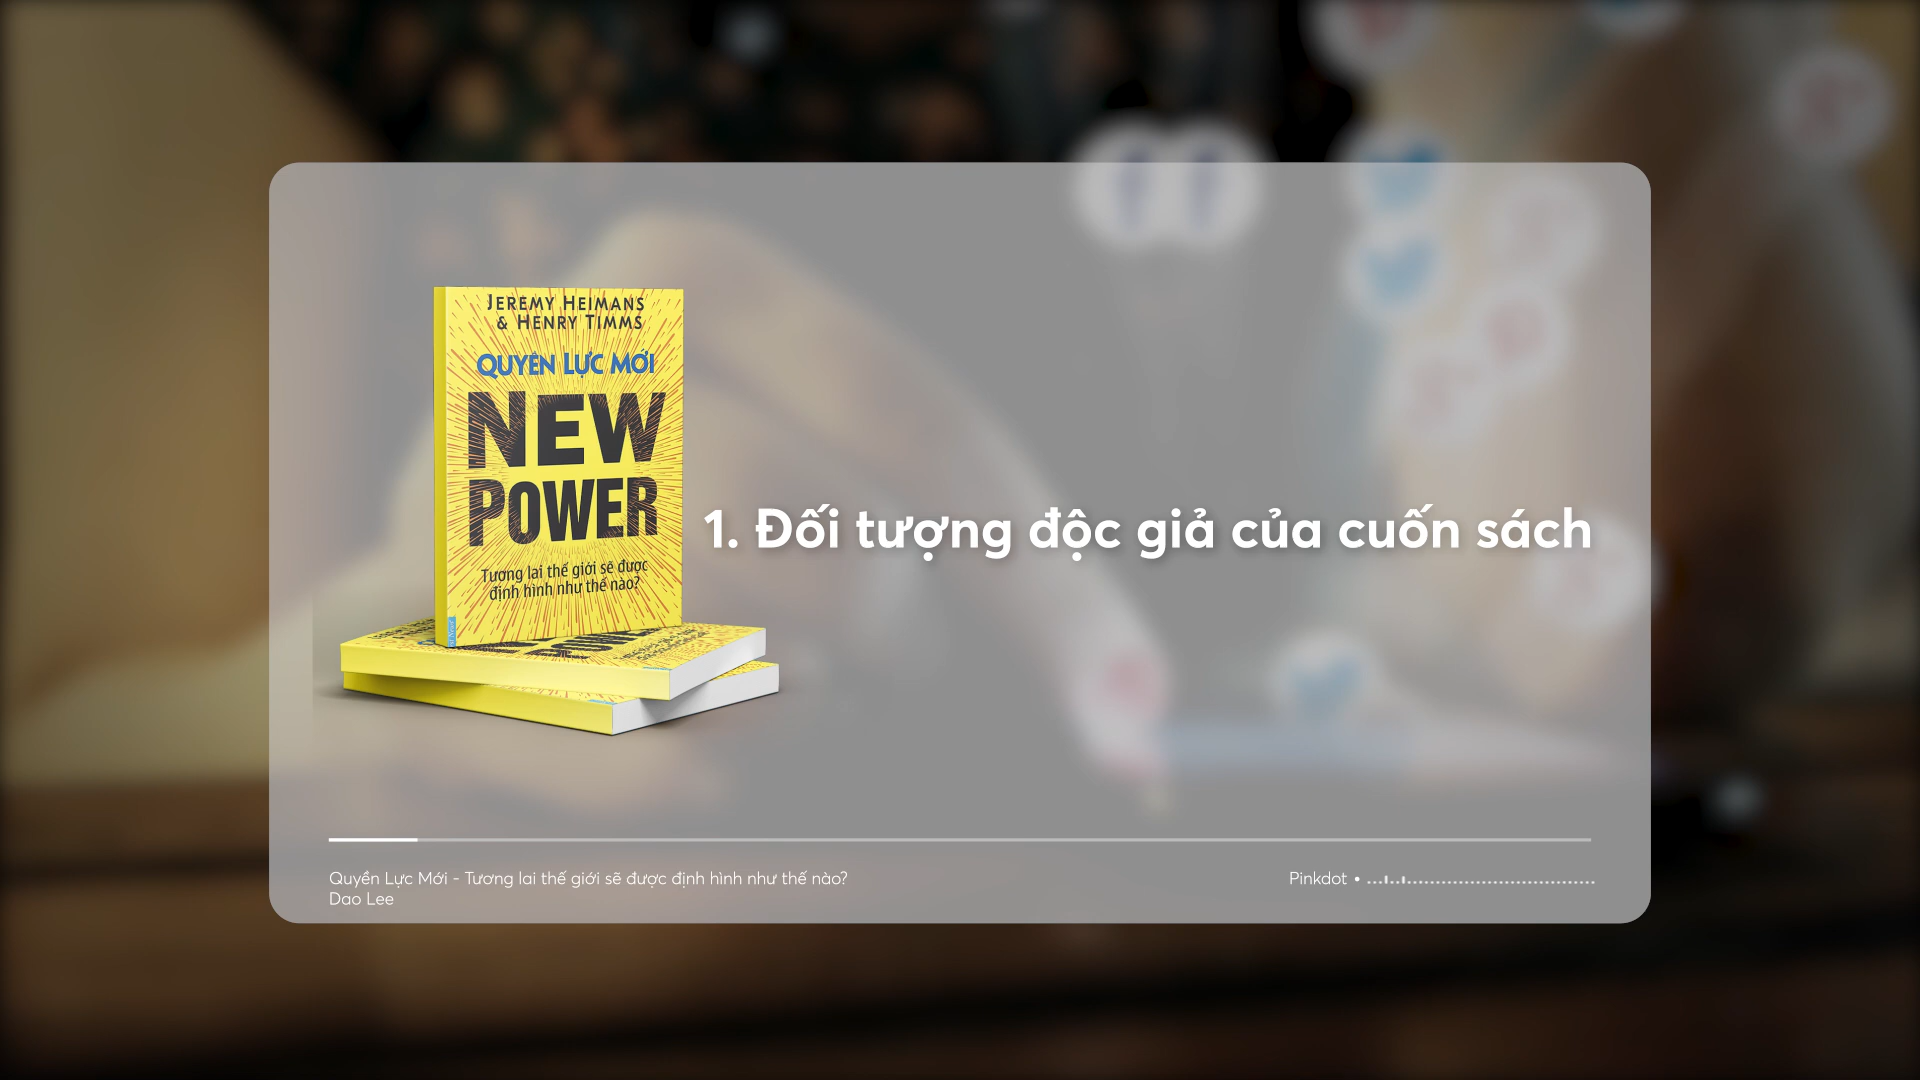 JEREMY HEIMANS
& HENRY TIMMS
QUYỀN LỰC MỚI
NEW
POWER
Tương lai thế giới sẽ được
định hình như thế nào?
1. Đối tượng độc giả của cuốn sách
Quyền Lực Mới - Tương lai thế giới sẽ được định hình như thế nào?
Dao Lee
Pinkdot •